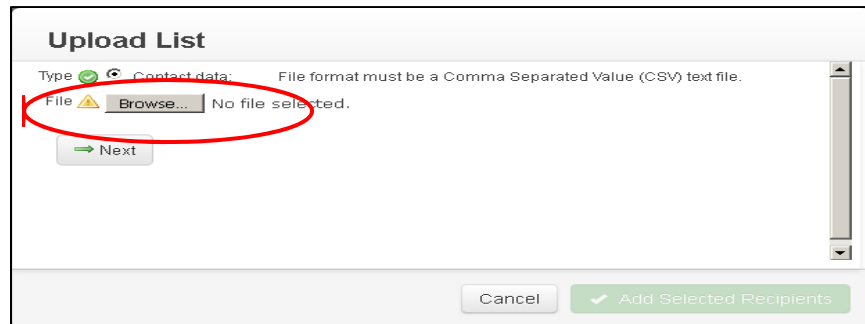 Upload List
Type Contact data: File format must be a Comma Separated Value (CSV) text file.
File Browse... No file selected.
Next
Cancel Add Selected Recipients